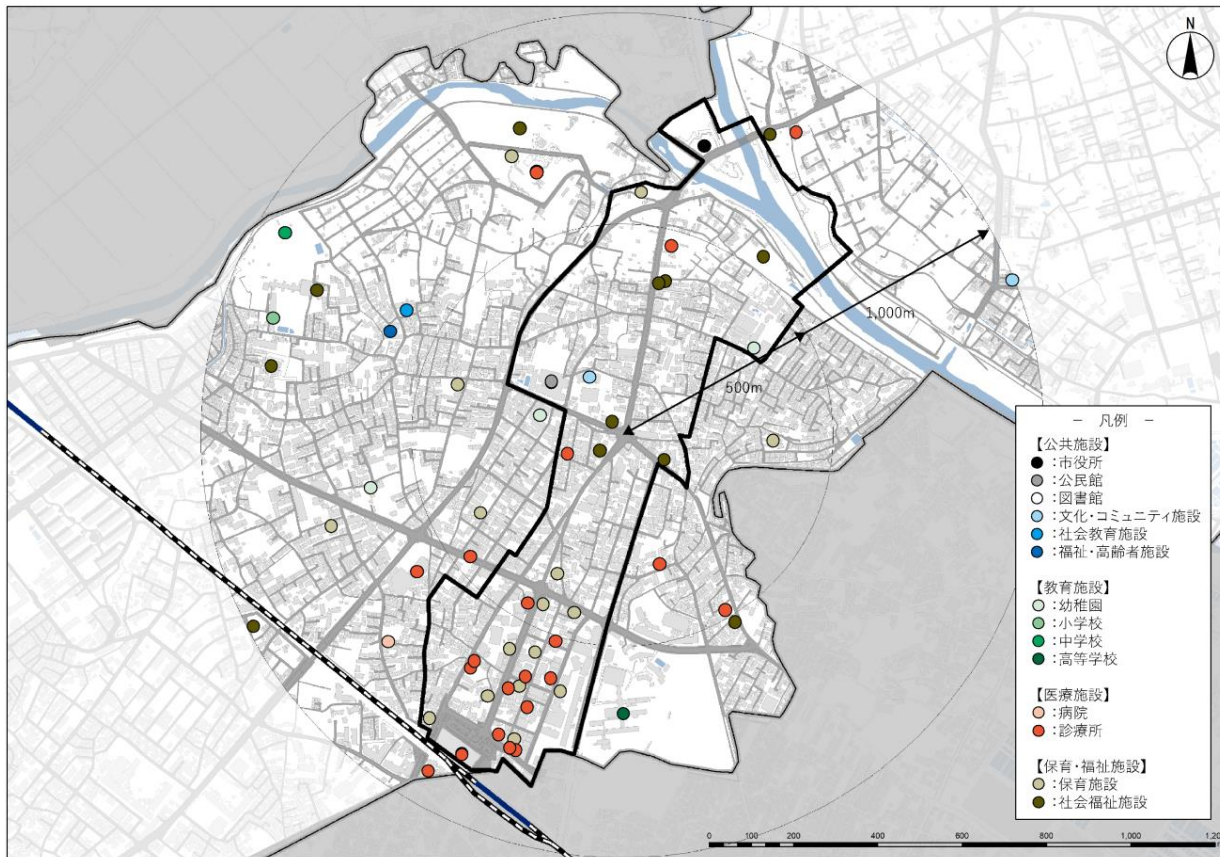 N
1,000m
500m
－ 凡例 －
【公共施設】
：市役所
：公民館
：図書館
：文化・コミュニティ施設
：社会教育施設
：福祉・高齢者施設
【教育施設】
：幼稚園
：小学校
：中学校
：高等学校
【医療施設】
：病院
：診療所
【保育・福祉施設】
：保育施設
：社会福祉施設
0 100 200 400 600 800 1,000 1,20